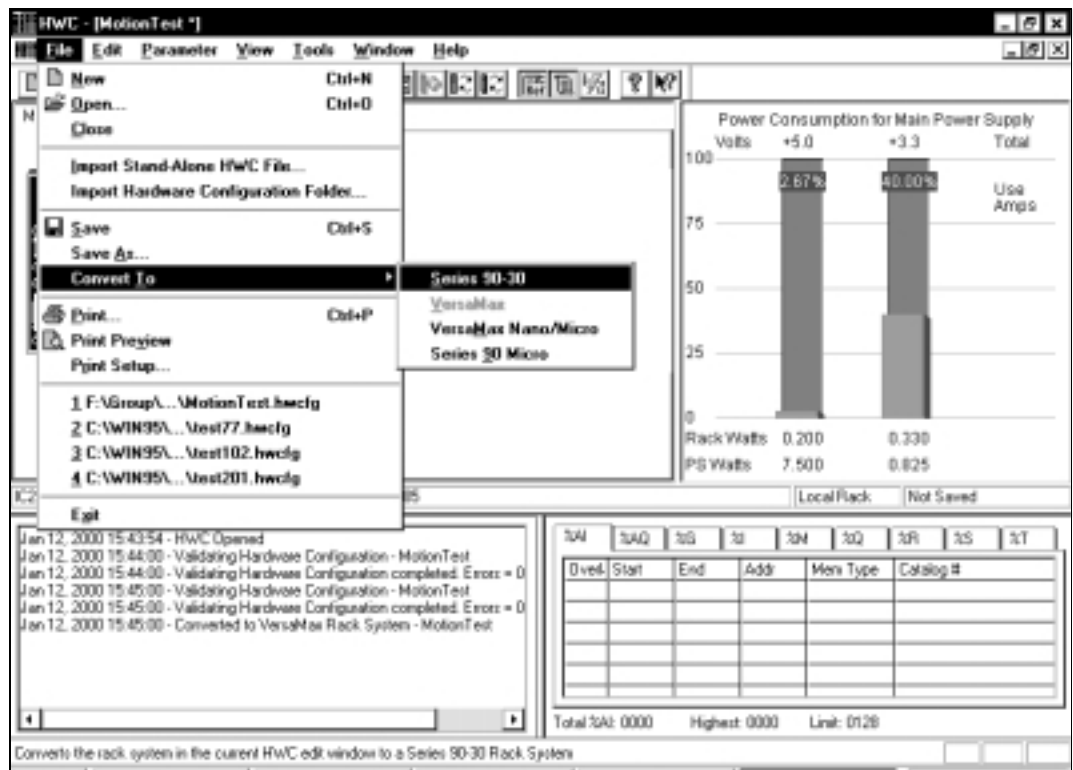 HWC - [MotionTest *]
File Edit Parameter View Tools Window Help
New Ctrl+N
Open... Ctrl+O
Close
Import Stand-Alone HWC File...
Import Hardware Configuration Folder...
Save Ctrl+S
Save As...
Convert To
Print... Ctrl+P
Print Preview
Print Setup...
1 F:\Group\...\MotionTest.hwcfg
2 C:\WIN95\...\test77.hwcfg
3 C:\WIN95\...\test102.hwcfg
4 C:\WIN95\...\test201.hwcfg
Exit
Series 90-30
VersaMax
VersaMax Nano/Micro
Series 90 Micro
Power Consumption for Main Power Supply
Volts +5.0 +3.3 Total
100
2.67% 40.00%
Use
Amps
75
50
25
0
Rack Watts 0.200 0.330
PS Watts 7.500 0.825
Local Rack Not Saved
Jan 12, 2000 15:43:54 - HWC Opened
Jan 12, 2000 15:44:00 - Validating Hardware Configuration - MotionTest
Jan 12, 2000 15:44:00 - Validating Hardware Configuration completed. Errors = 0
Jan 12, 2000 15:45:00 - Validating Hardware Configuration - MotionTest
Jan 12, 2000 15:45:00 - Validating Hardware Configuration completed. Errors = 0
Jan 12, 2000 15:45:00 - Converted to VersaMax Rack System - MotionTest
%AI %AQ %G %I %M %Q %R %S %T
Overl Start End Addr Mem Type Catalog #
Total %AI: 0000 Highest: 0000 Limit: 0128
Converts the rack system in the current HWC edit window to a Series 90-30 Rack System